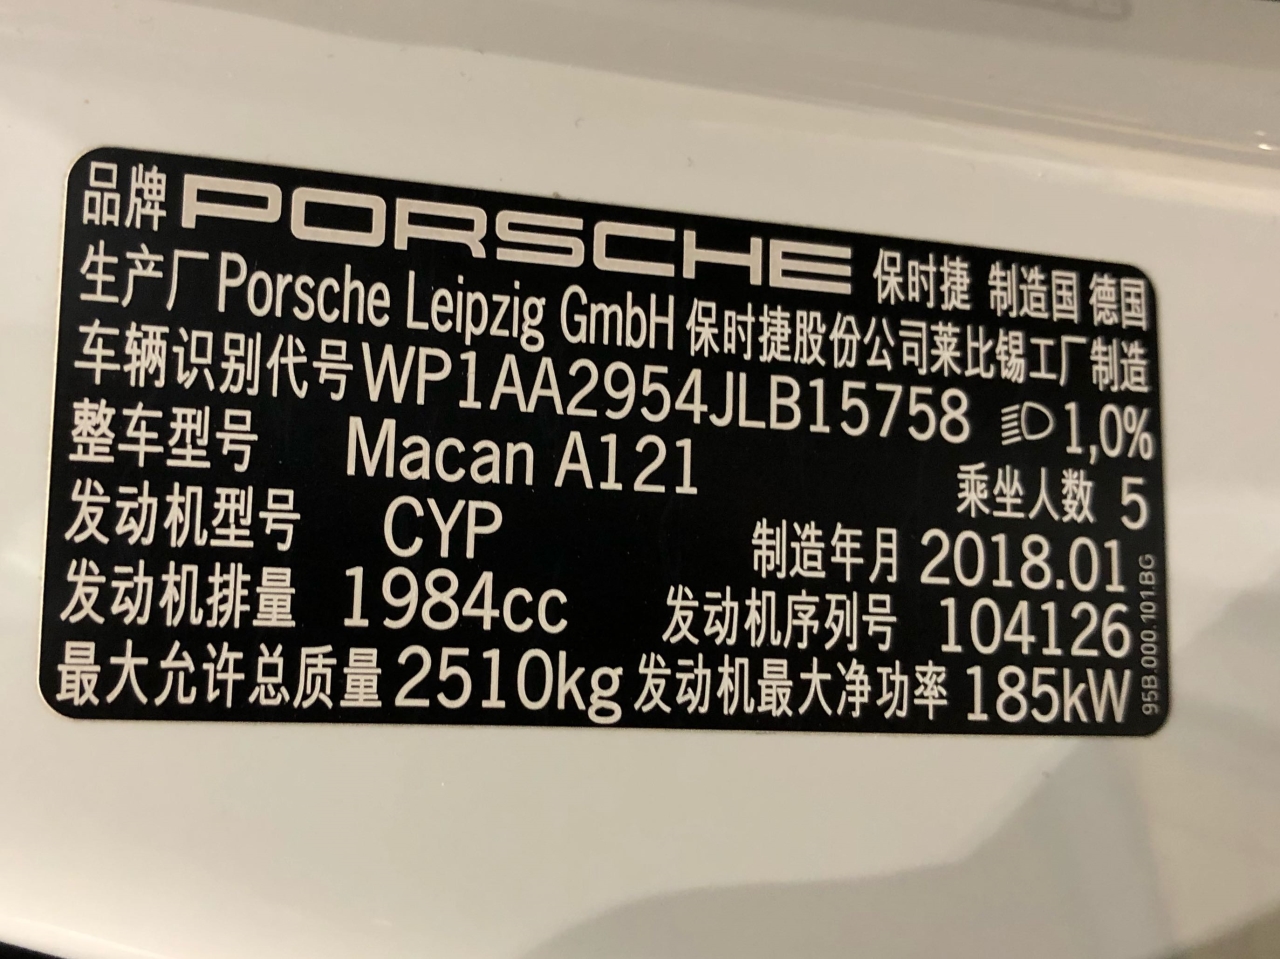 品牌 PORSCHE 保时捷 制造国 德国
生产厂 Porsche Leipzig GmbH 保时捷股份公司莱比锡工厂制造
车辆识别代号 WP1AA2954JLB15758 1,0%
整车型号 Macan A121 乘坐人数 5
发动机型号 CYP 制造年月 2018.01
发动机排量 1984cc 发动机序列号 104126
最大允许总质量 2510kg 发动机最大净功率 185kW
95B.000.101.BG